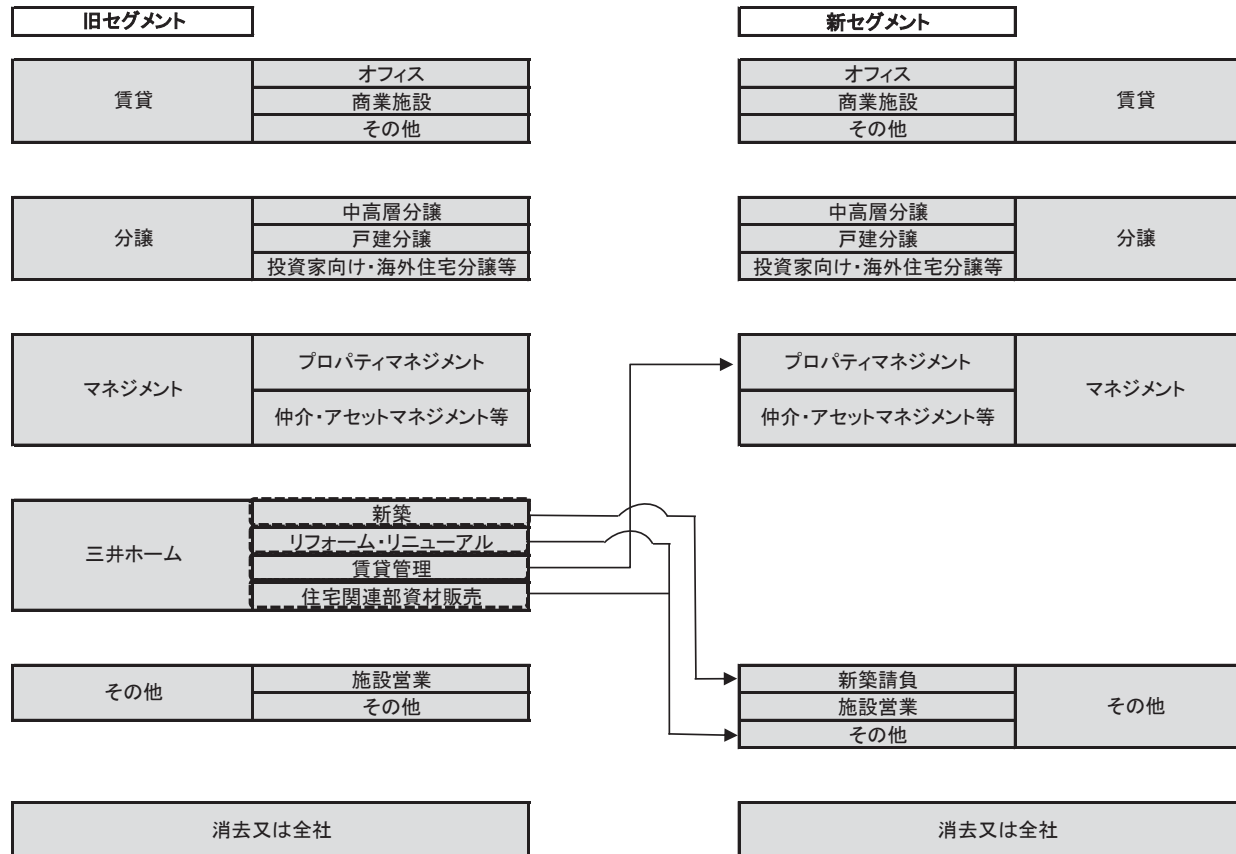 旧セグメント
新セグメント
賃貸
オフィス
商業施設
その他
オフィス
商業施設
その他
賃貸
分譲
中高層分譲
戸建分譲
投資家向け・海外住宅分譲等
中高層分譲
戸建分譲
投資家向け・海外住宅分譲等
分譲
マネジメント
プロパティマネジメント
仲介・アセットマネジメント等
プロパティマネジメント
仲介・アセットマネジメント等
マネジメント
三井ホーム
新築
リフォーム・リニューアル
賃貸管理
住宅関連部資材販売
その他
施設営業
その他
新築請負
施設営業
その他
その他
消去又は全社
消去又は全社